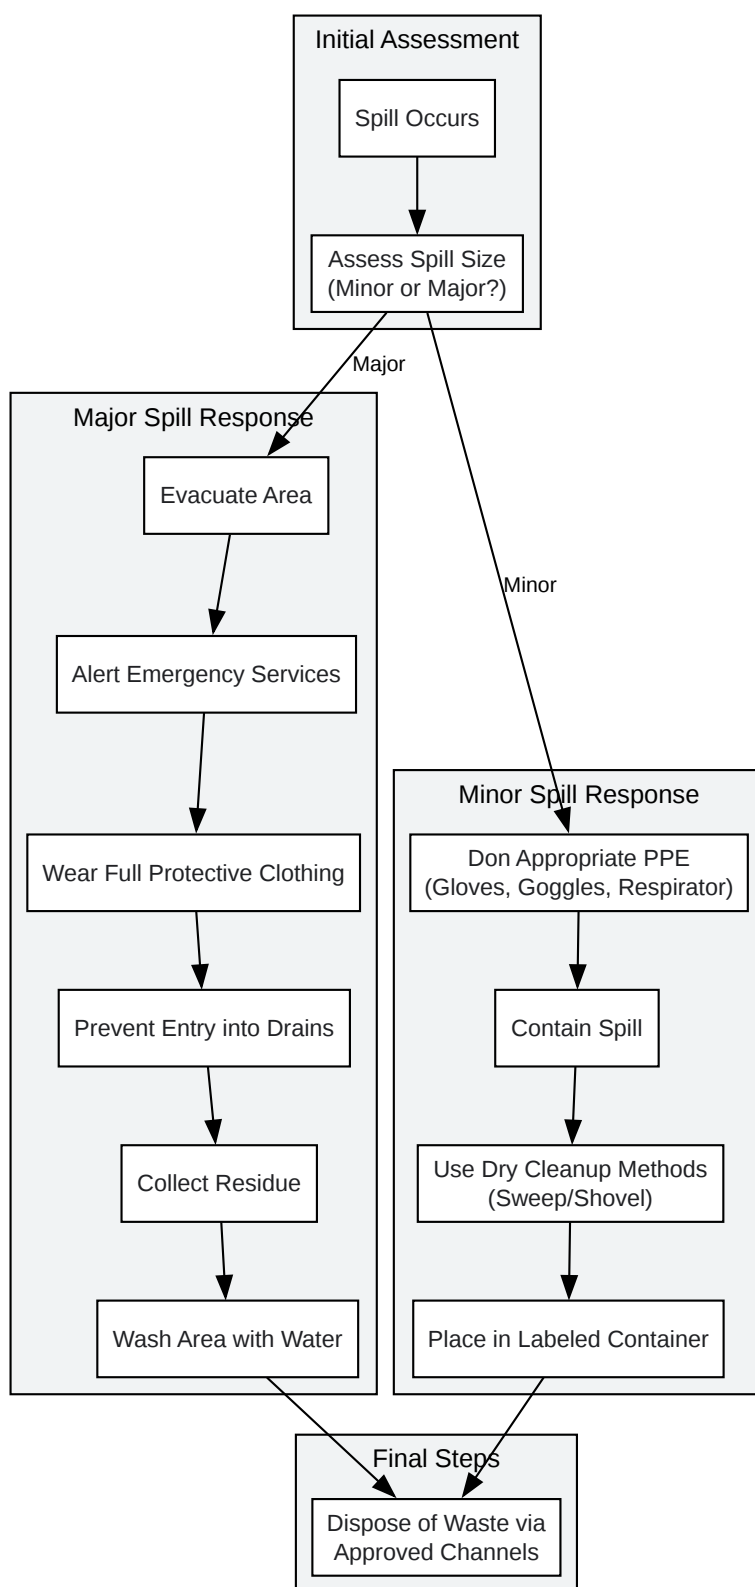 Initial Assessment
Spill Occurs
Assess Spill Size
(Minor or Major?)
Major
Major Spill Response
Evacuate Area
Alert Emergency Services
Wear Full Protective Clothing
Prevent Entry into Drains
Collect Residue
Wash Area with Water
Minor
Minor Spill Response
Don Appropriate PPE
(Gloves, Goggles, Respirator)
Contain Spill
Use Dry Cleanup Methods
(Sweep/Shovel)
Place in Labeled Container
Final Steps
Dispose of Waste via
Approved Channels